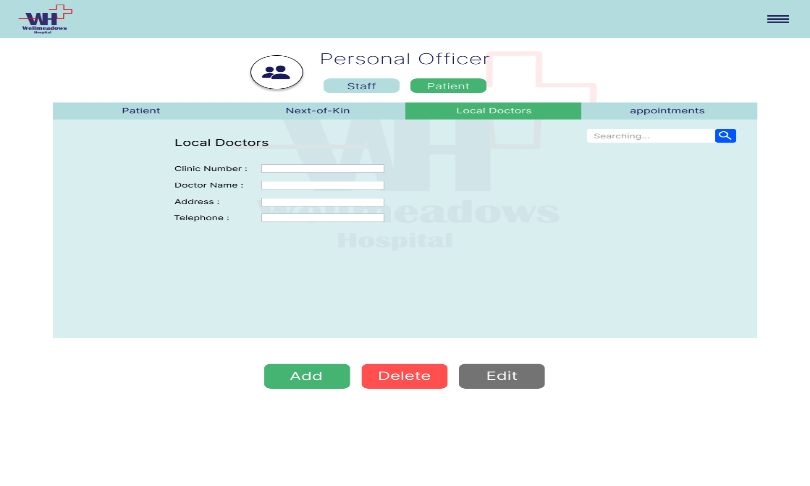 WH
Wellmeadows
Hospital
Personal Officer
Staff
Patient
Patient
Next-of-Kin
Local Doctors
appointments
Searching...
Local Doctors
Clinic Number :
Doctor Name :
Address :
Telephone :
WH
Wellmeadows
Hospital
Add
Delete
Edit